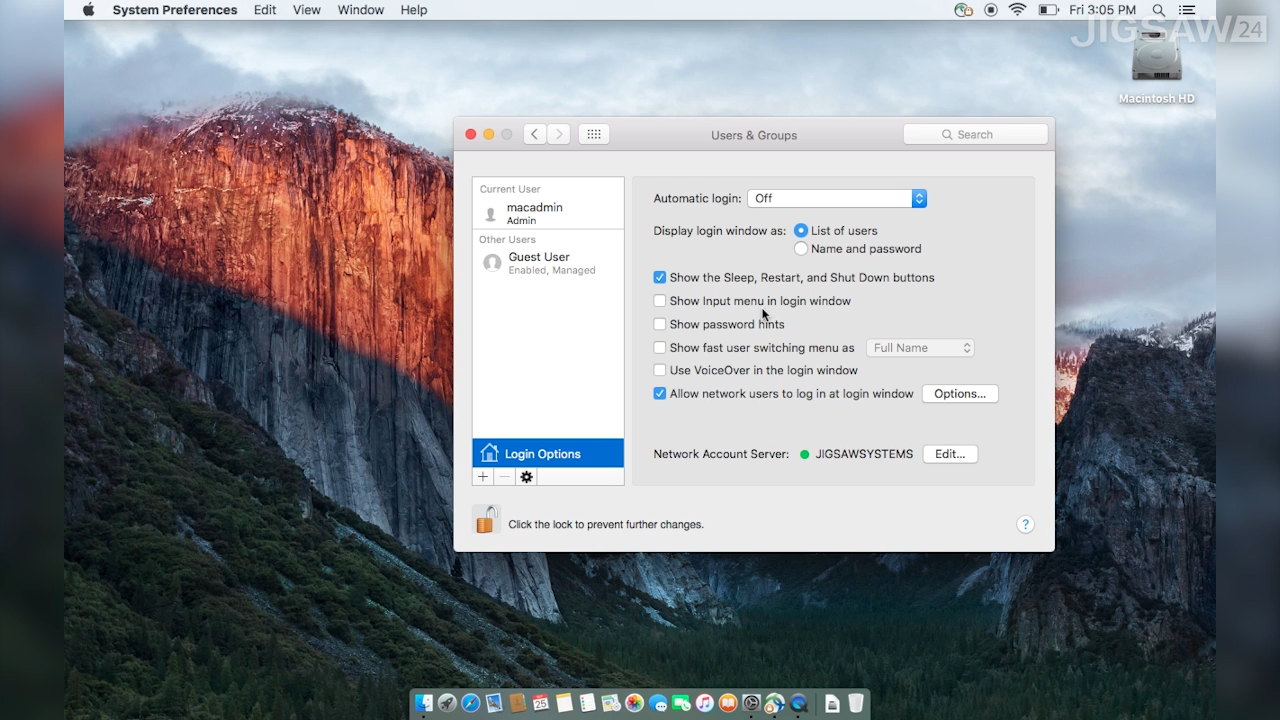 System Preferences Edit View Window Help Fri 3:05 PM
JIGSAW24
Macintosh HD
Users & Groups
Search
Current User
macadmin
Admin
Other Users
Guest User
Enabled, Managed
Login Options
Automatic login: Off
Display login window as: List of users
Name and password
Show the Sleep, Restart, and Shut Down buttons
Show Input menu in login window
Show password hints
Show fast user switching menu as Full Name
Use VoiceOver in the login window
Allow network users to log in at login window Options...
Network Account Server: JIGSAWSYSTEMS Edit...
Click the lock to prevent further changes.
?
25